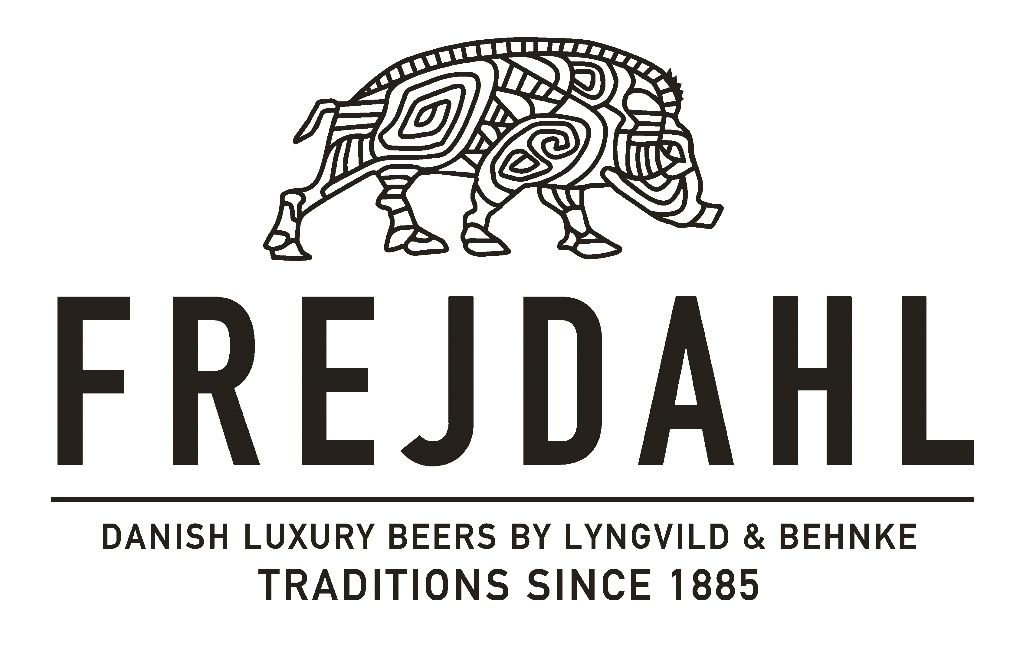 FREJDAHL
DANISH LUXURY BEERS BY LYNGVILD & BEHNKE
TRADITIONS SINCE 1885